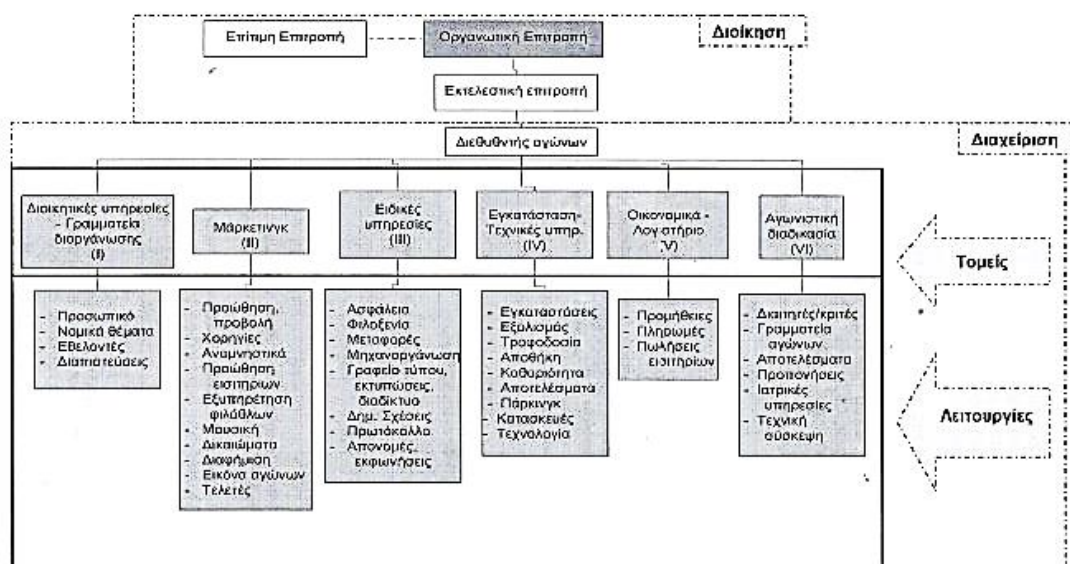 Επίτιμη Επιτροπή
Οργανωτική Επιτροπή
Διοίκηση
Εκτελεστική επιτροπή
Διευθυντής αγώνων
Διαχείριση
Διοικητικές υπηρεσίες
- Γραμματεία
διοργάνωσης
(I)
Μάρκετινγκ
(II)
Ειδικές
υπηρεσίες
(III)
Εγκατάσταση-
Τεχνικές υπηρ.
(IV)
Οικονομικά -
Λογιστήριο
(V)
Αγωνιστική
διαδικασία
(VI)
Τομείς
- Προσωπικό
- Νομικά θέματα
- Εθελοντές
- Διαπιστεύσεις
- Προώθηση,
προβολή
- Χορηγίες
- Αναμνηστικά
- Προώθηση
εισιτηρίων
- Εξυπηρέτηση
φιλάθλων
- Μουσική
- Δικαιώματα
- Διαφήμιση
- Εικόνα αγώνων
- Τελετές
- Ασφάλεια
- Φιλοξενία
- Μεταφορές
- Μηχανοργάνωση
- Γραφείο τύπου,
εκτυπώσεις,
διαδίκτυο
- Δημ. Σχέσεις
- Πρωτόκολλο
- Απονομές,
εκφωνήσεις
- Εγκαταστάσεις
- Εξοπλισμός
- Τροφοδοσία
- Αποθήκη
- Καθαριότητα
- Αποτελέσματα
- Πάρκινγκ
- Κατασκευές
- Τεχνολογία
- Προμήθειες
- Πληρωμές
- Πωλήσεις
εισιτηρίων
- Διαιτητές/κριτές
- Γραμματεία
αγώνων
- Αποτελέσματα
- Προπονήσεις
- Ιατρικές
υπηρεσίες
- Τεχνική
σύσκεψη
Λειτουργίες